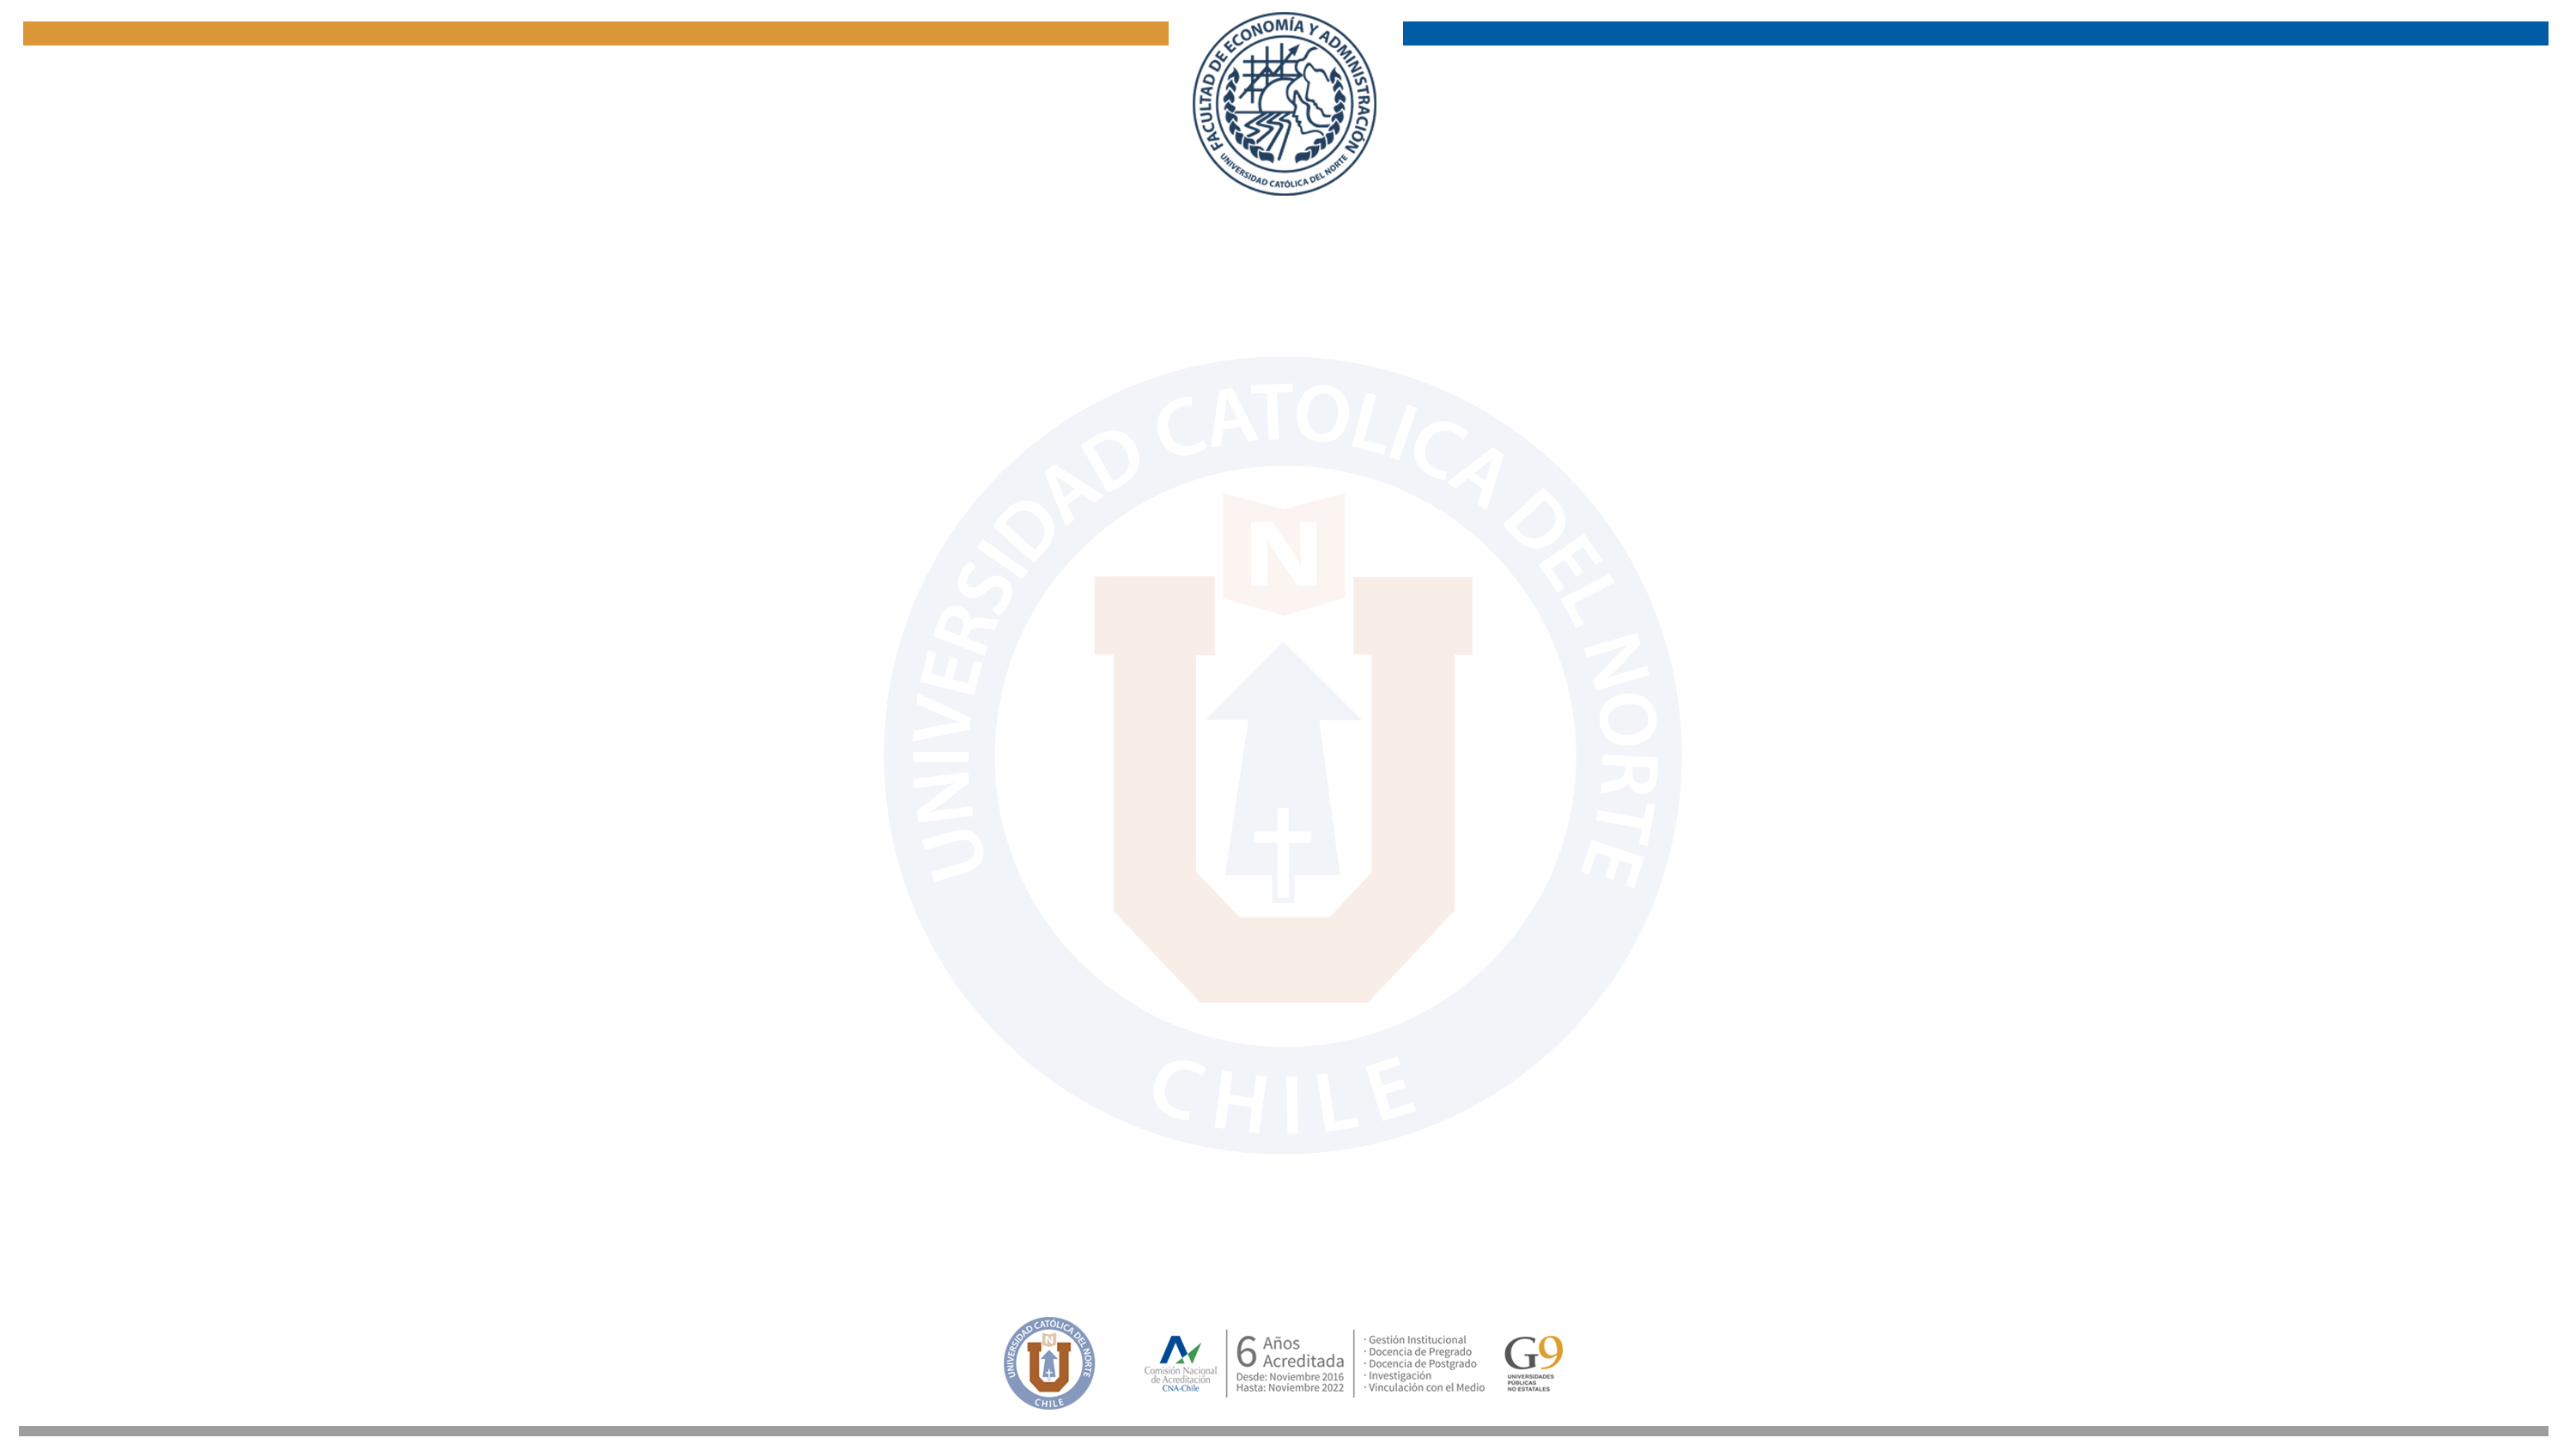 FACULTAD DE ECONOMÍA Y ADMINISTRACIÓN
UNIVERSIDAD CATÓLICA DEL NORTE
UNIVERSIDAD CATOLICA DEL NORTE
N
CHILE
UNIVERSIDAD CATÓLICA DEL NORTE
N
CHILE
Comisión Nacional
de Acreditación
CNA-Chile
6 Años
Acreditada
Desde: Noviembre 2016
Hasta: Noviembre 2022
· Gestión Institucional
· Docencia de Pregrado
· Docencia de Postgrado
· Investigación
· Vinculación con el Medio
G9
UNIVERSIDADES
PÚBLICAS
NO ESTATALES